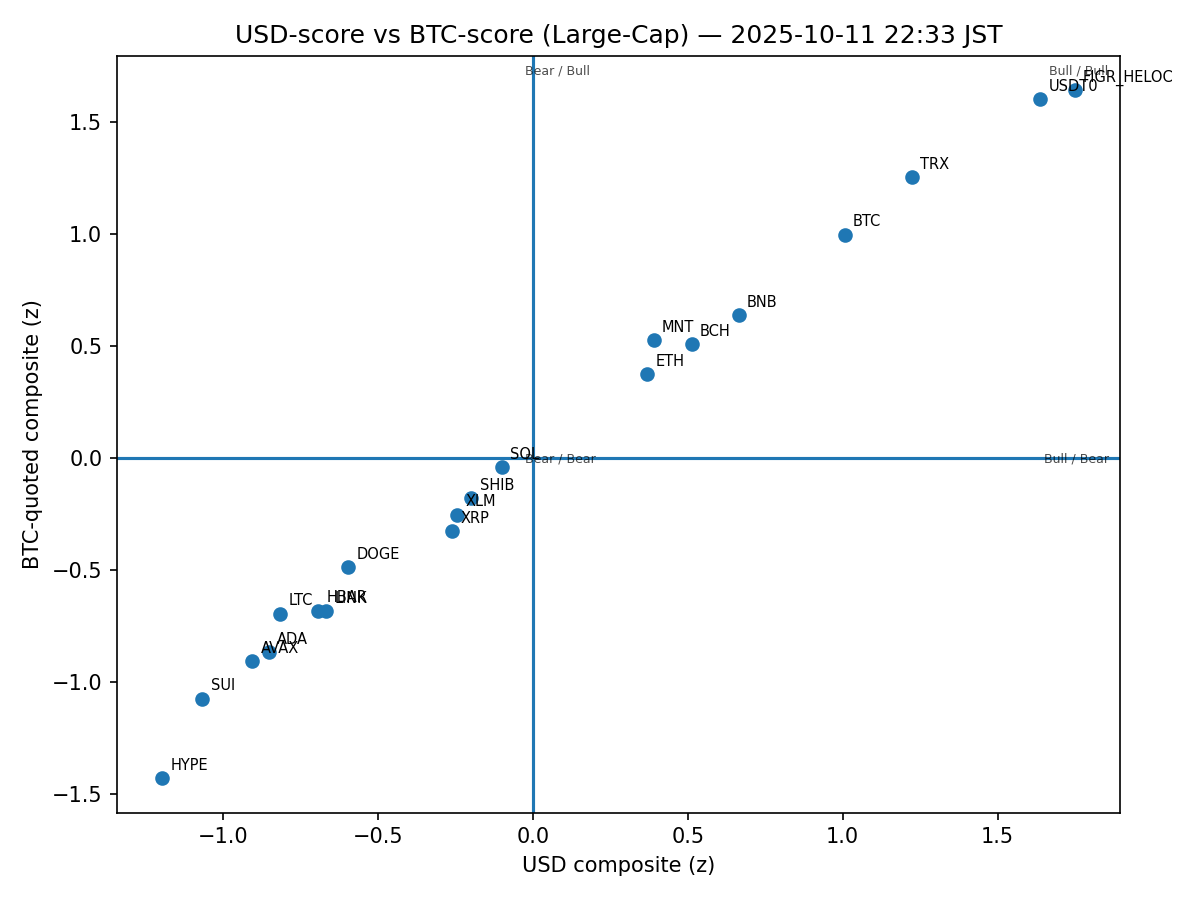 USD-score vs BTC-score (Large-Cap) — 2025-10-11 22:33 JST
Bear / Bull
Bull / Bull
FIGR_HELOC
USDT0
TRX
BTC
BNB
MNT
BCH
ETH
SOL
Bear / Bear
Bull / Bear
SHIB
XLM
XRP
DOGE
LTC
HBAR
LINK
ADA
AVAX
SUI
HYPE
BTC-quoted composite (z)
1.5
1.0
0.5
0.0
−0.5
−1.0
−1.5
−1.0
−0.5
0.0
0.5
1.0
1.5
USD composite (z)